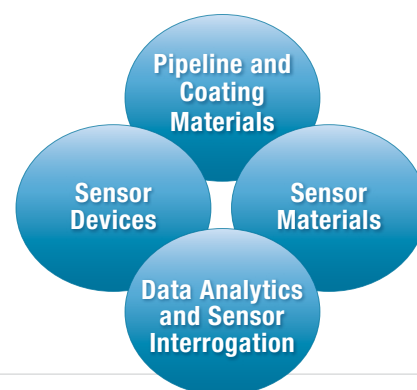 Pipeline and
Coating
Materials
Sensor
Devices
Sensor
Materials
Data Analytics
and Sensor
Interrogation